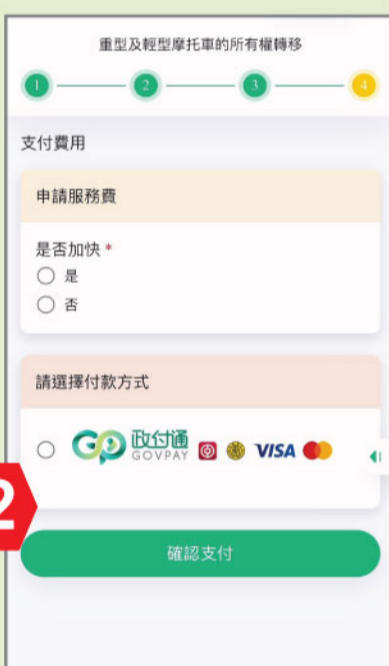 重型及輕型摩托車的所有權轉移
1 2 3 4
支付費用
申請服務費
是否加快 *
是
否
請選擇付款方式
GP 政付通 GOVPAY VISA
2
確認支付